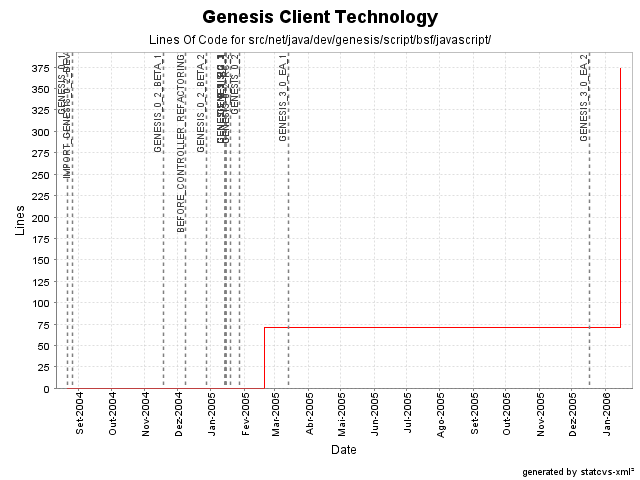 Genesis Client Technology
Lines Of Code for src/net/java/dev/genesis/script/bsf/javascript/
GENESIS_0_2_BETA_1
BEFORE_CONTROLLER_REFACTORING
GENESIS_0_2_BETA_2
GENESIS_0_2
GENESIS_3_0_EA_1
GENESIS_3_0_EA_2
Lines
375
350
325
300
275
250
225
200
175
150
125
100
75
50
25
0
Set-2004
Out-2004
Nov-2004
Dez-2004
Jan-2005
Fev-2005
Mar-2005
Abr-2005
Mai-2005
Jun-2005
Jul-2005
Ago-2005
Set-2005
Out-2005
Nov-2005
Dez-2005
Jan-2006
Date
generated by statcvs-xml²